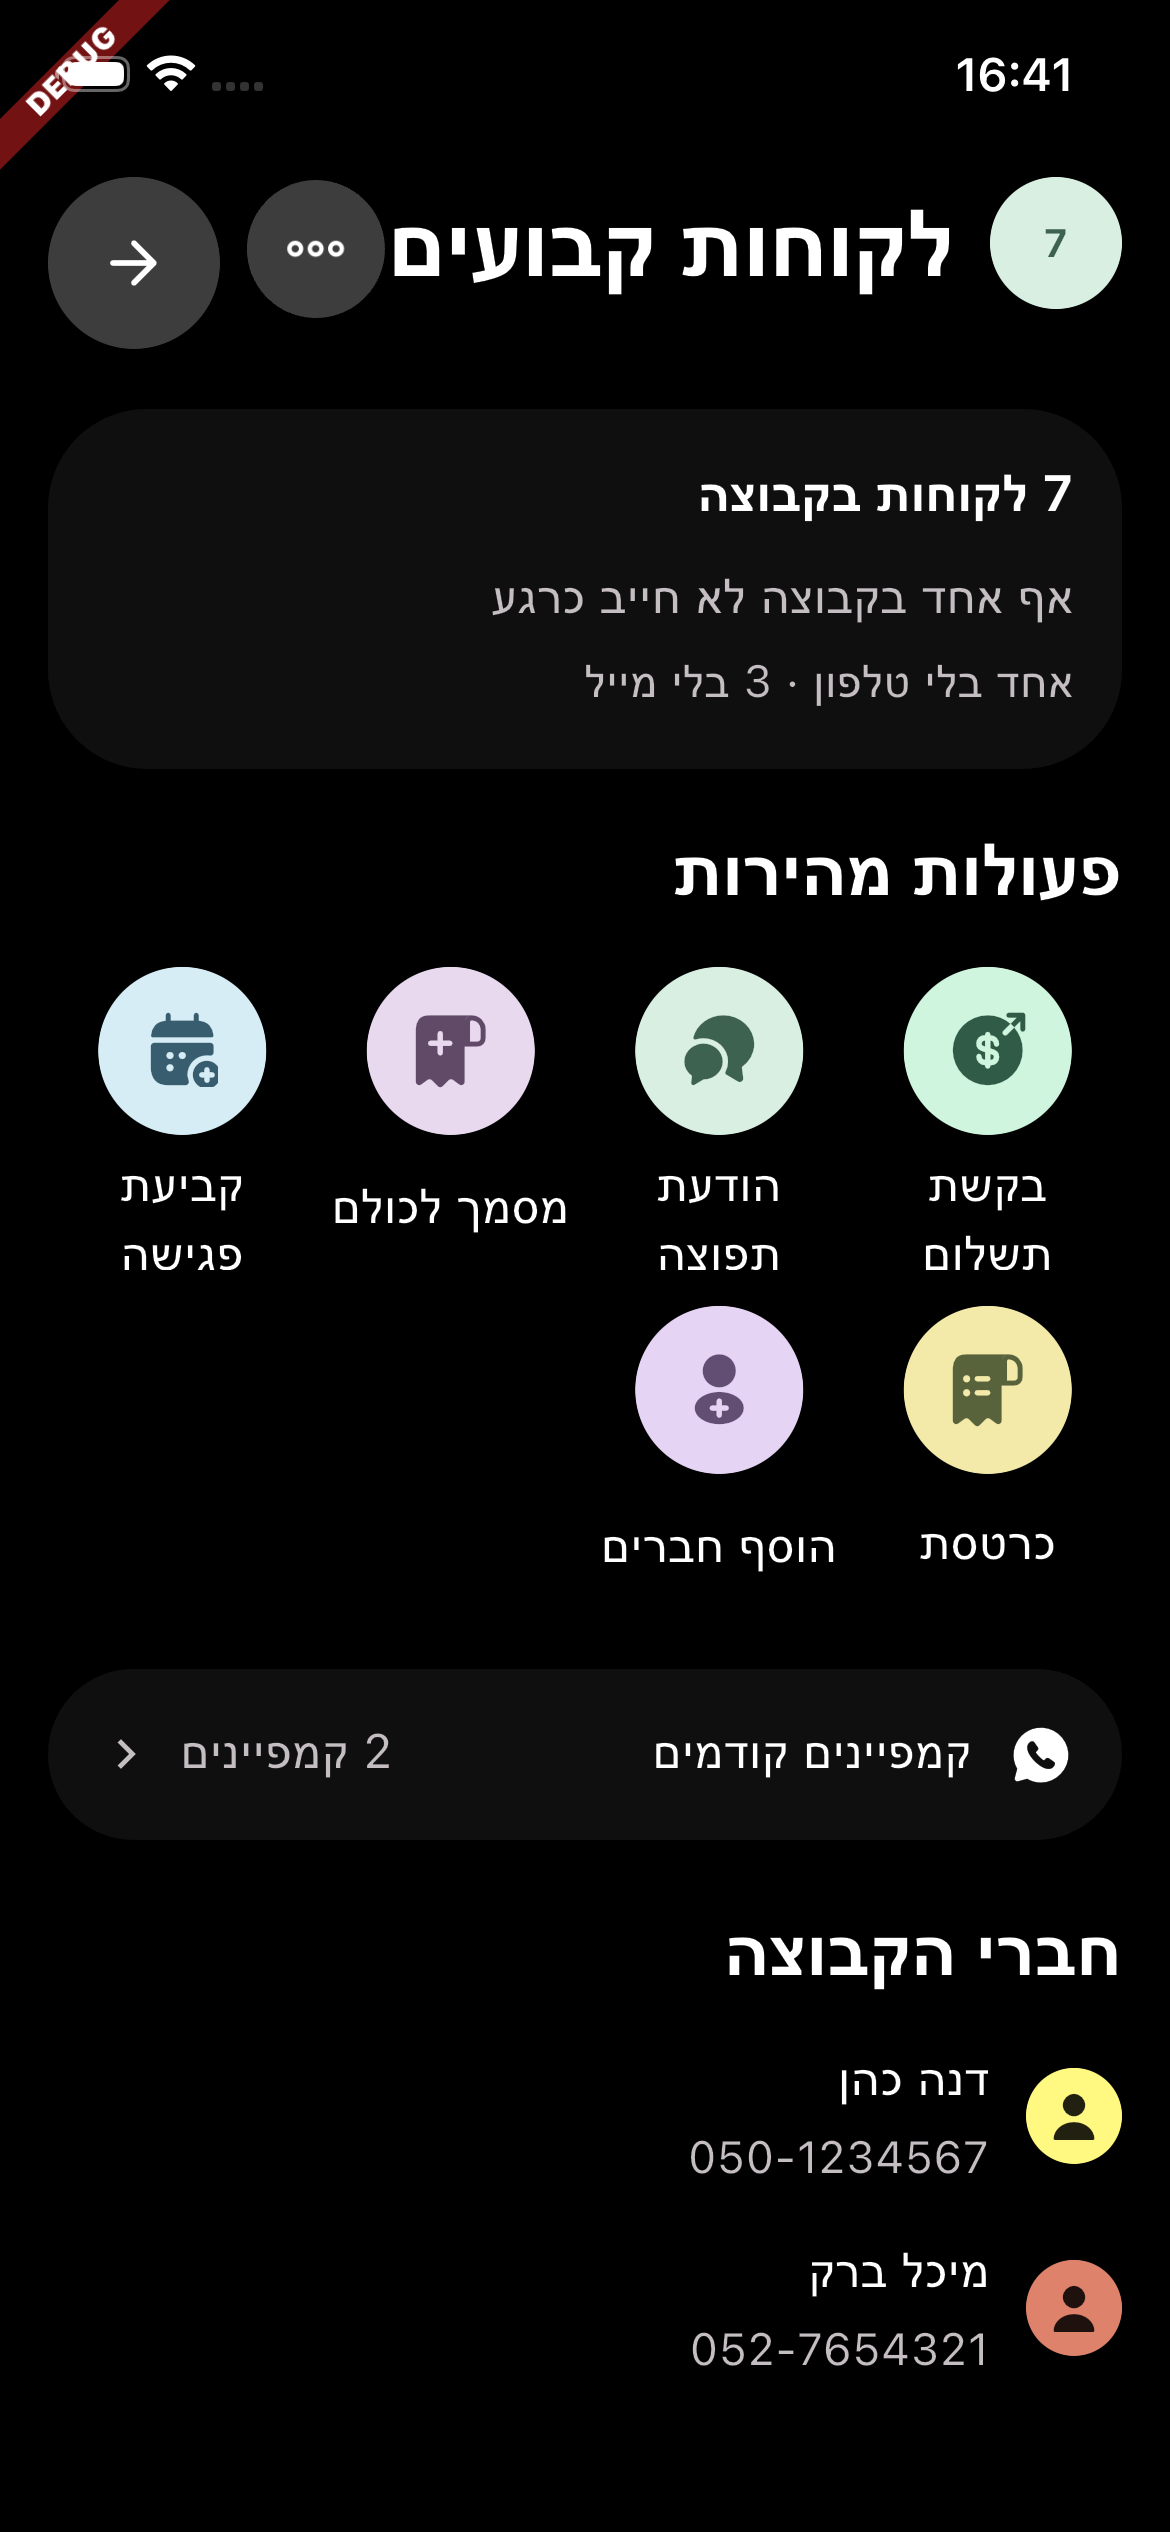 DEBUG
16:41
7
לקוחות קבועים
7 לקוחות בקבוצה
אף אחד בקבוצה לא חייב כרגע
אחד בלי טלפון · 3 בלי מייל
פעולות מהירות
בקשת
תשלום
הודעת
תפוצה
מסמך לכולם
קביעת
פגישה
כרטסת
הוסף חברים
קמפיינים קודמים
2 קמפיינים
חברי הקבוצה
דנה כהן
050-1234567
מיכל ברק
052-7654321